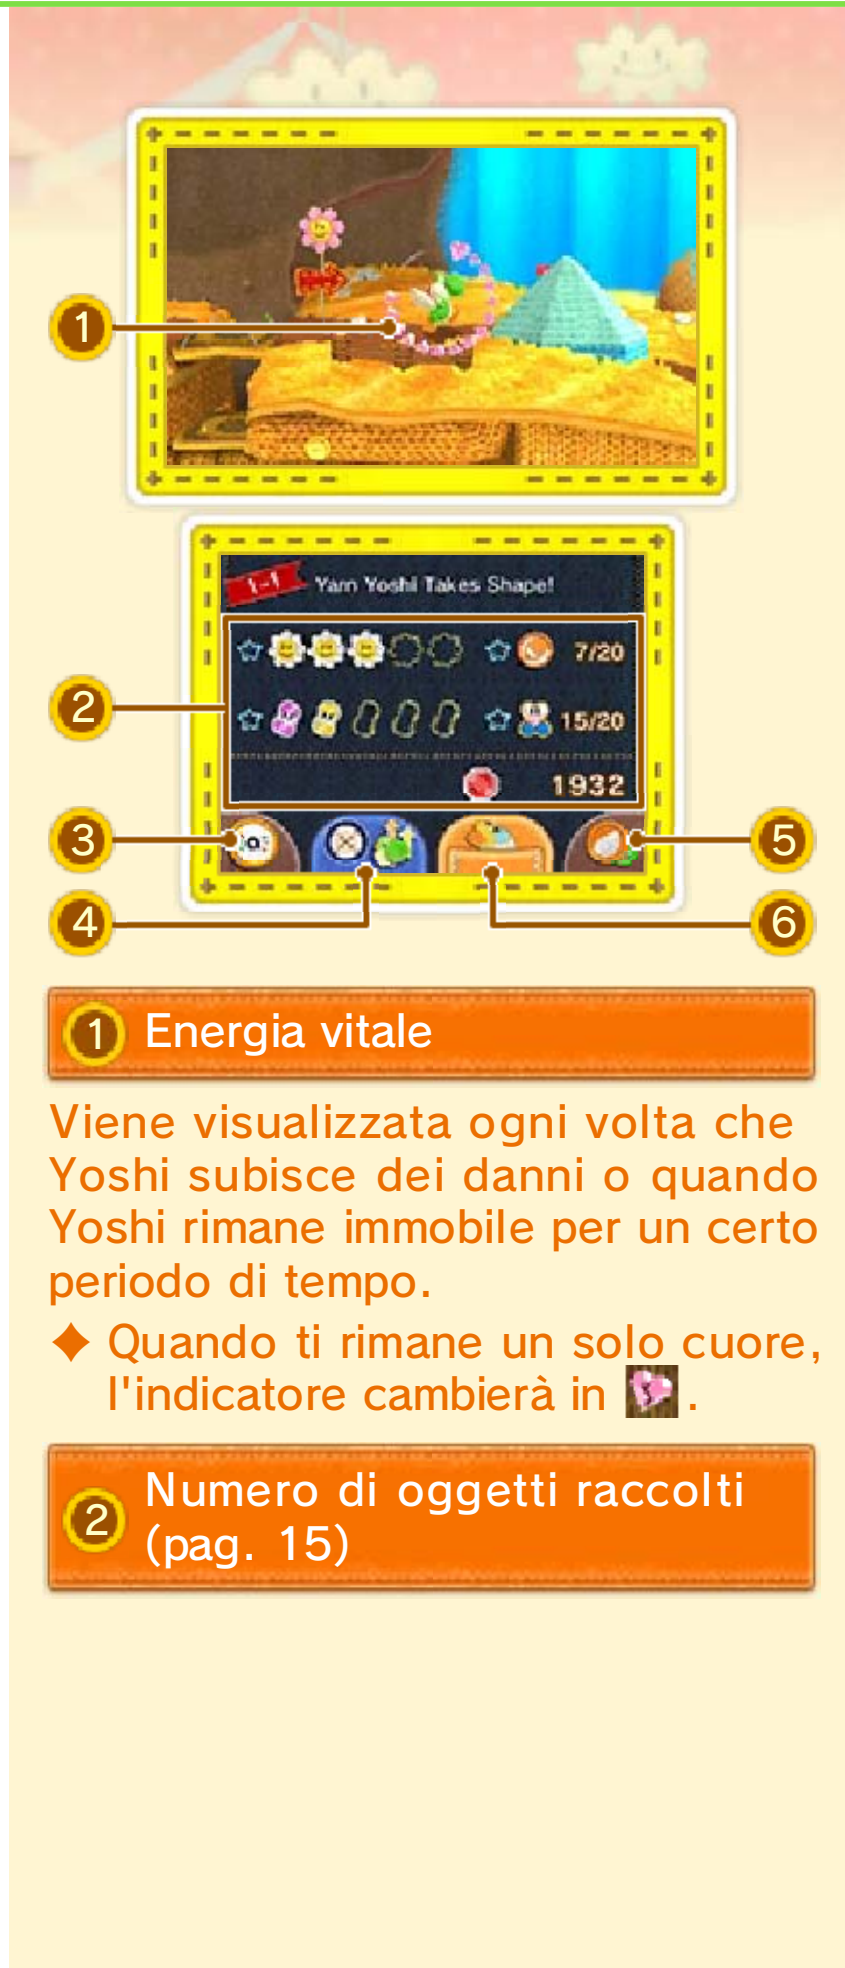 1
1-1 Yarn Yoshi Takes Shape!
7/20
2
15/20
1932
3
5
4
6
1 Energia vitale
Viene visualizzata ogni volta che
Yoshi subisce dei danni o quando
Yoshi rimane immobile per un certo
periodo di tempo.
Quando ti rimane un solo cuore,
l'indicatore cambierà in .
2 Numero di oggetti raccolti
(pag. 15)